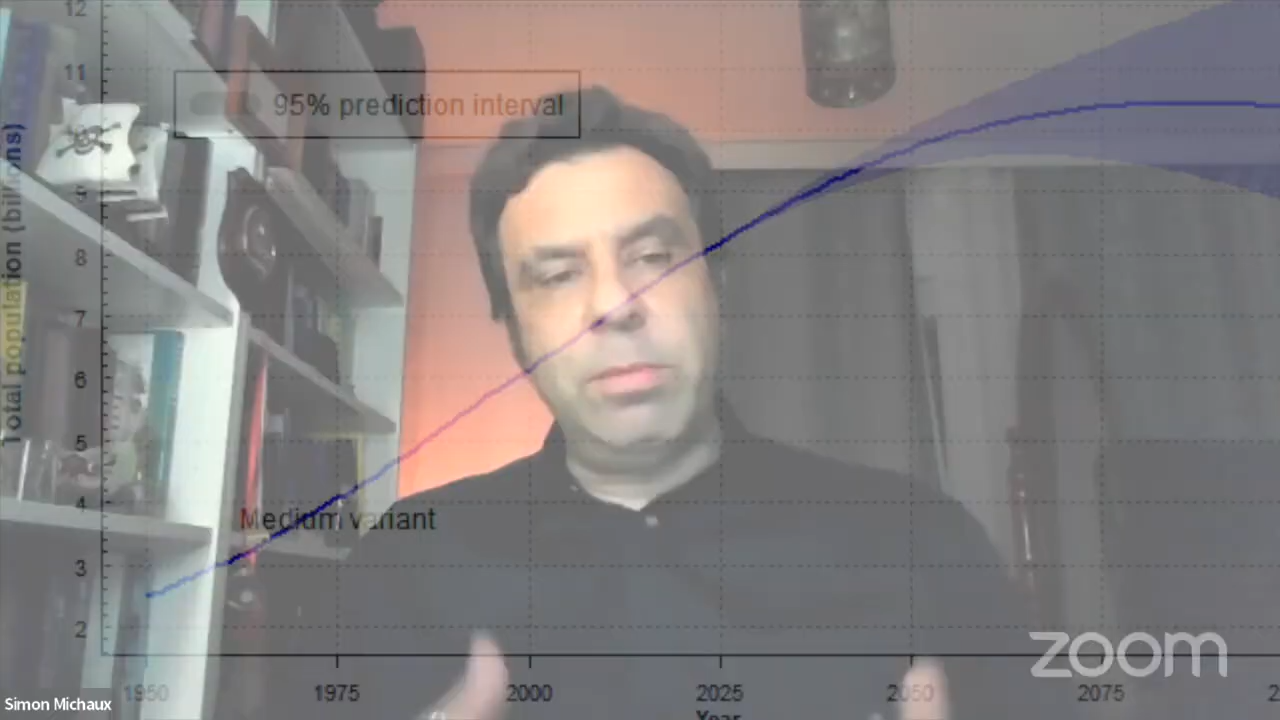 12
11
95% prediction interval
9
8
7
6
5
4
3
2
Total population (billions)
Medium variant
1950
1975
2000
2025
2050
2075
Year
zoom
Simon Michaux